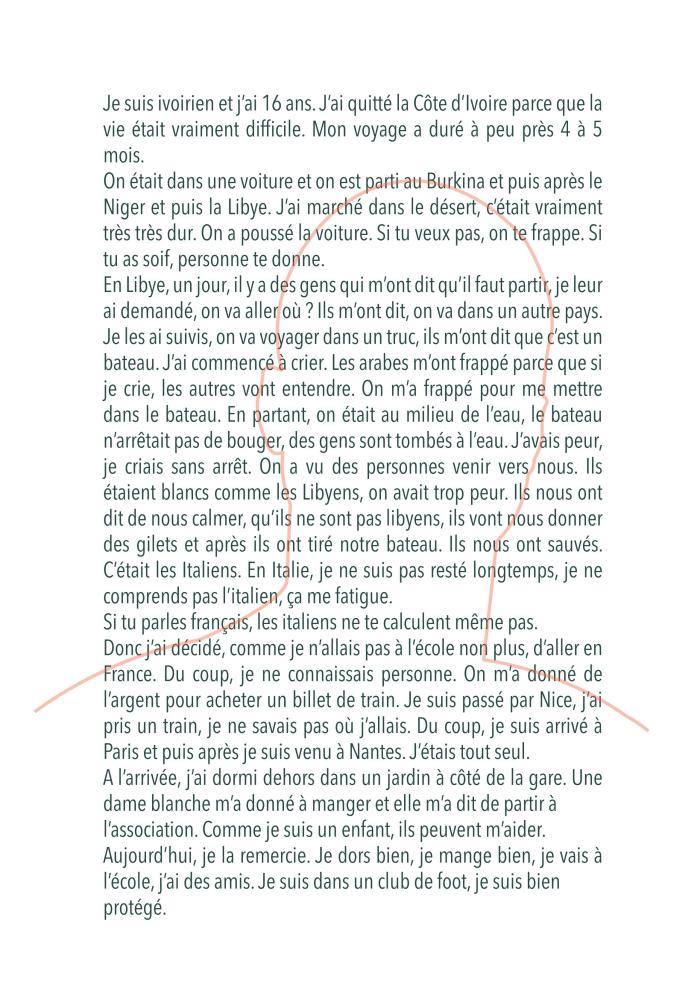 Je suis ivoirien et j'ai 16 ans. J'ai quitté la Côte d'Ivoire parce que la
vie était vraiment difficile. Mon voyage a duré à peu près 4 à 5
mois.
On était dans une voiture et on est parti au Burkina et puis après le
Niger et puis la Libye. J'ai marché dans le désert, c'était vraiment
très très dur. On a poussé la voiture. Si tu veux pas, on te frappe. Si
tu as soif, personne te donne.
En Libye, un jour, il y a des gens qui m'ont dit qu'il faut partir, je leur
ai demandé, on va aller où ? Ils m'ont dit, on va dans un autre pays.
Je les ai suivis, on va voyager dans un truc, ils m'ont dit que c'est un
bateau. J'ai commencé à crier. Les arabes m'ont frappé parce que si
je crie, les autres vont entendre. On m'a frappé pour me mettre
dans le bateau. En partant, on était au milieu de l'eau, le bateau
n'arrêtait pas de bouger, des gens sont tombés à l'eau. J'avais peur,
je criais sans arrêt. On a vu des personnes venir vers nous. Ils
étaient blancs comme les Libyens, on avait trop peur. Ils nous ont
dit de nous calmer, qu'ils ne sont pas libyens, ils vont nous donner
des gilets et après ils ont tiré notre bateau. Ils nous ont sauvés.
C'était les Italiens. En Italie, je ne suis pas resté longtemps, je ne
comprends pas l'italien, ça me fatigue.
Si tu parles français, les italiens ne te calculent même pas.
Donc j'ai décidé, comme je n'allais pas à l'école non plus, d'aller en
France. Du coup, je ne connaissais personne. On m'a donné de
l'argent pour acheter un billet de train. Je suis passé par Nice, j'ai
pris un train, je ne savais pas où j'allais. Du coup, je suis arrivé à
Paris et puis après je suis venu à Nantes. J'étais tout seul.
A l'arrivée, j'ai dormi dehors dans un jardin à côté de la gare. Une
dame blanche m'a donné à manger et elle m'a dit de partir à
l'association. Comme je suis un enfant, ils peuvent m'aider.
Aujourd'hui, je la remercie. Je dors bien, je mange bien, je vais à
l'école, j'ai des amis. Je suis dans un club de foot, je suis bien
protégé.